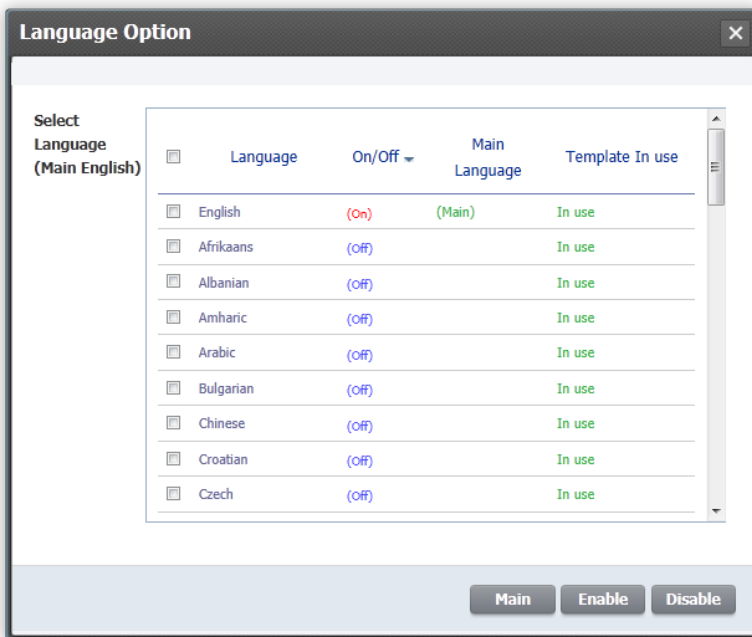 Language Option
Select
Language
(Main English)
Language On/Off Main Language Template In use
English (On) (Main) In use
Afrikaans (Off) In use
Albanian (Off) In use
Amharic (Off) In use
Arabic (Off) In use
Bulgarian (Off) In use
Chinese (Off) In use
Croatian (Off) In use
Czech (Off) In use
Main Enable Disable